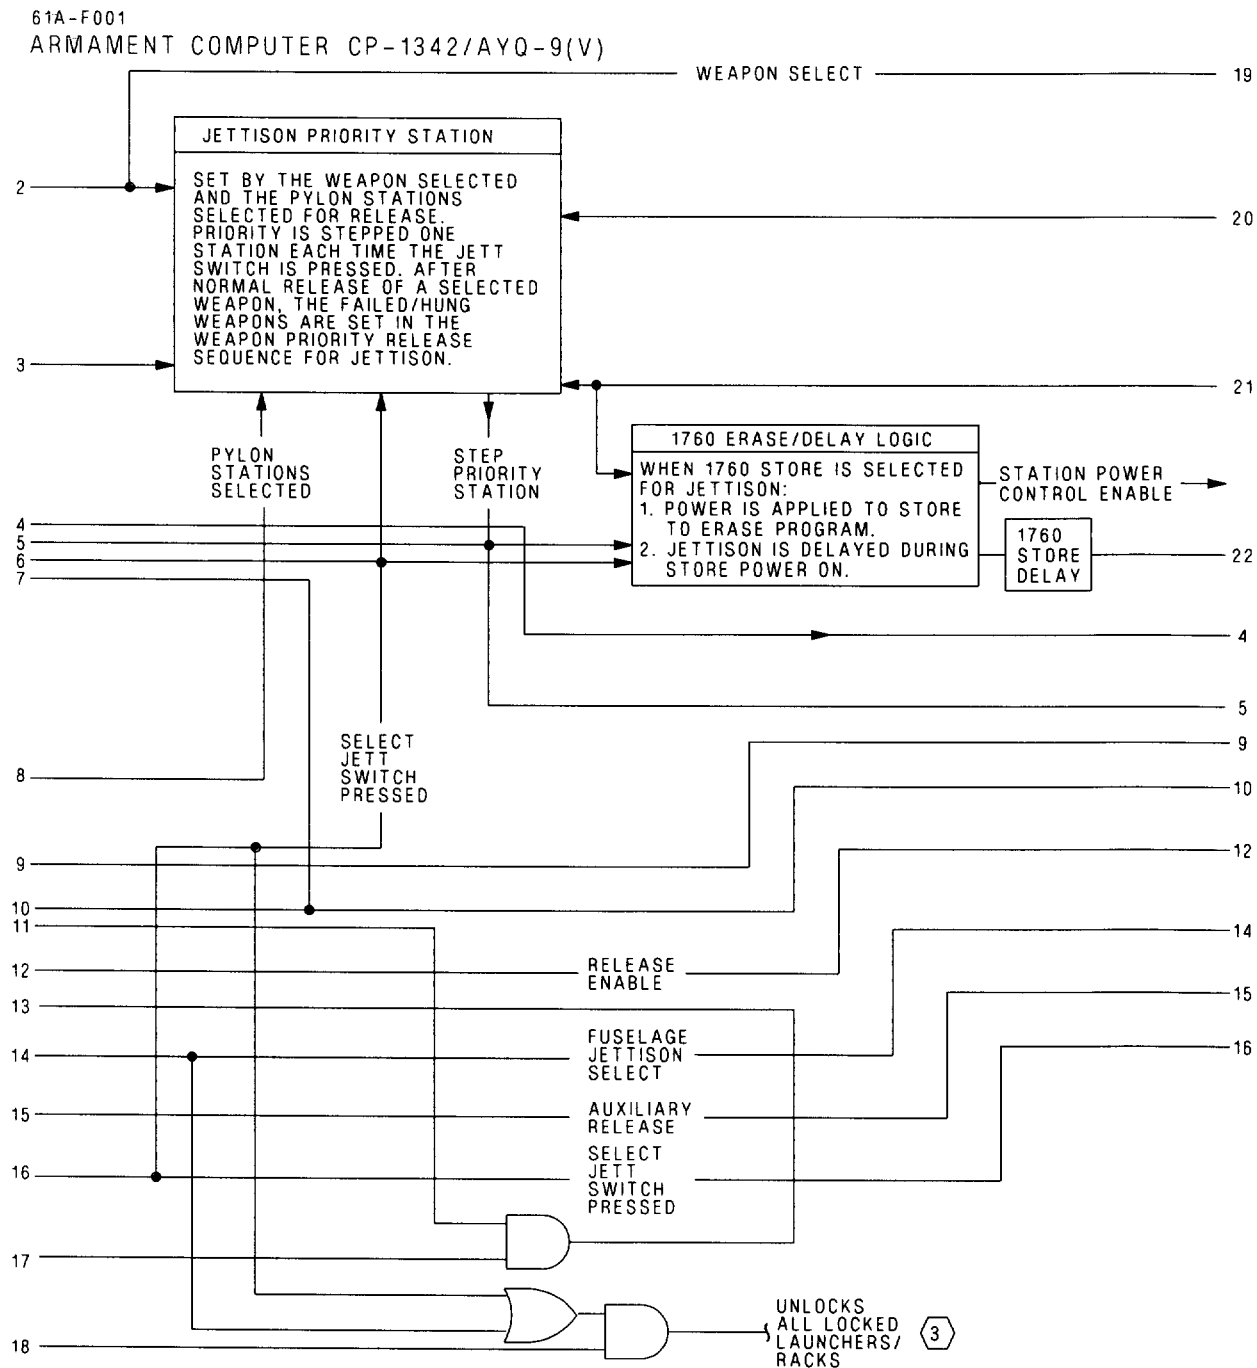 61A-F001
ARMAMENT COMPUTER CP-1342/AYQ-9(V)
WEAPON SELECT
19
JETTISON PRIORITY STATION
2
SET BY THE WEAPON SELECTED
AND THE PYLON STATIONS
SELECTED FOR RELEASE.
PRIORITY IS STEPPED ONE
STATION EACH TIME THE JETT
SWITCH IS PRESSED. AFTER
NORMAL RELEASE OF A SELECTED
WEAPON, THE FAILED/HUNG
WEAPONS ARE SET IN THE
WEAPON PRIORITY RELEASE
SEQUENCE FOR JETTISON.
20
3
21
PYLON
STATIONS
SELECTED
STEP
PRIORITY
STATION
1760 ERASE/DELAY LOGIC
WHEN 1760 STORE IS SELECTED
FOR JETTISON:
1. POWER IS APPLIED TO STORE
TO ERASE PROGRAM.
2. JETTISON IS DELAYED DURING
STORE POWER ON.
STATION POWER
CONTROL ENABLE
1760
STORE
DELAY
22
4
5
6
7
4
5
SELECT
JETT
SWITCH
PRESSED
9
8
10
9
12
10
11
14
12
RELEASE
ENABLE
15
13
FUSELAGE
JETTISON
SELECT
14
16
15
AUXILIARY
RELEASE
16
SELECT
JETT
SWITCH
PRESSED
17
18
UNLOCKS
ALL LOCKED
LAUNCHERS/
RACKS
3